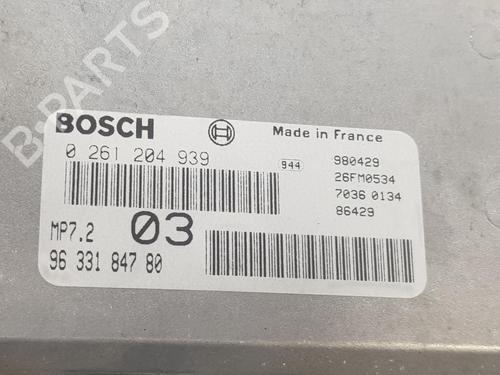 B-PARTS
BOSCH
Made in France
0 261 204 939
944
980429
26FM0534
7036 0134
86429
MP7.2
03
96 331 847 80